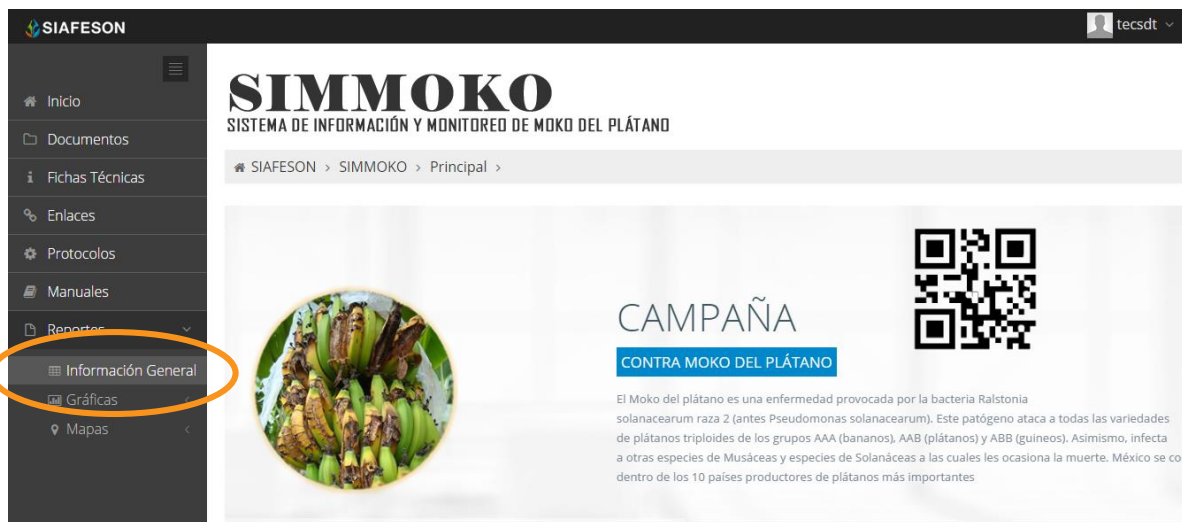 SIAFESON
tecsdt
Inicio
Documentos
Fichas Técnicas
Enlaces
Protocolos
Manuales
Reportes
Información General
Gráficas
Mapas
SIMMOKO
SISTEMA DE INFORMACIÓN Y MONITOREO DE MOKO DEL PLÁTANO
SIAFESON > SIMMOKO > Principal >
CAMPAÑA
CONTRA MOKO DEL PLÁTANO
El Moko del plátano es una enfermedad provocada por la bacteria Ralstonia
solanacearum raza 2 (antes Pseudomonas solanacearum). Este patógeno ataca a todas las variedades
de plátanos triploides de los grupos AAA (bananos), AAB (plátanos) y ABB (guineos). Asimismo, infecta
a otras especies de Musáceas y especies de Solanáceas a las cuales les ocasiona la muerte. México se co
dentro de los 10 países productores de plátanos más importantes